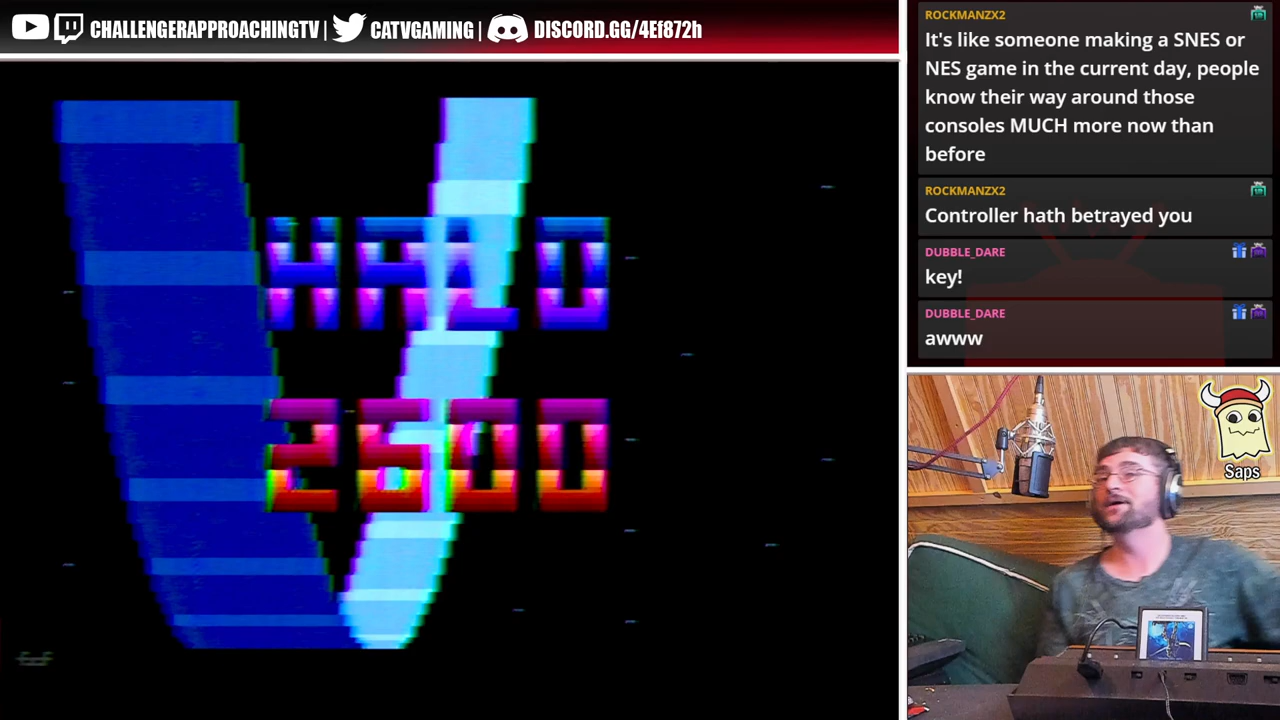 CHALLENGERAPPROACHINGTV | CATVGAMING | DISCORD.GG/4Ef872h
HALO
2600
ROCKMANZX2
It's like someone making a SNES or
NES game in the current day, people
know their way around those
consoles MUCH more now than
before
ROCKMANZX2
Controller hath betrayed you
DUBBLE_DARE
key!
DUBBLE_DARE
awww
Saps